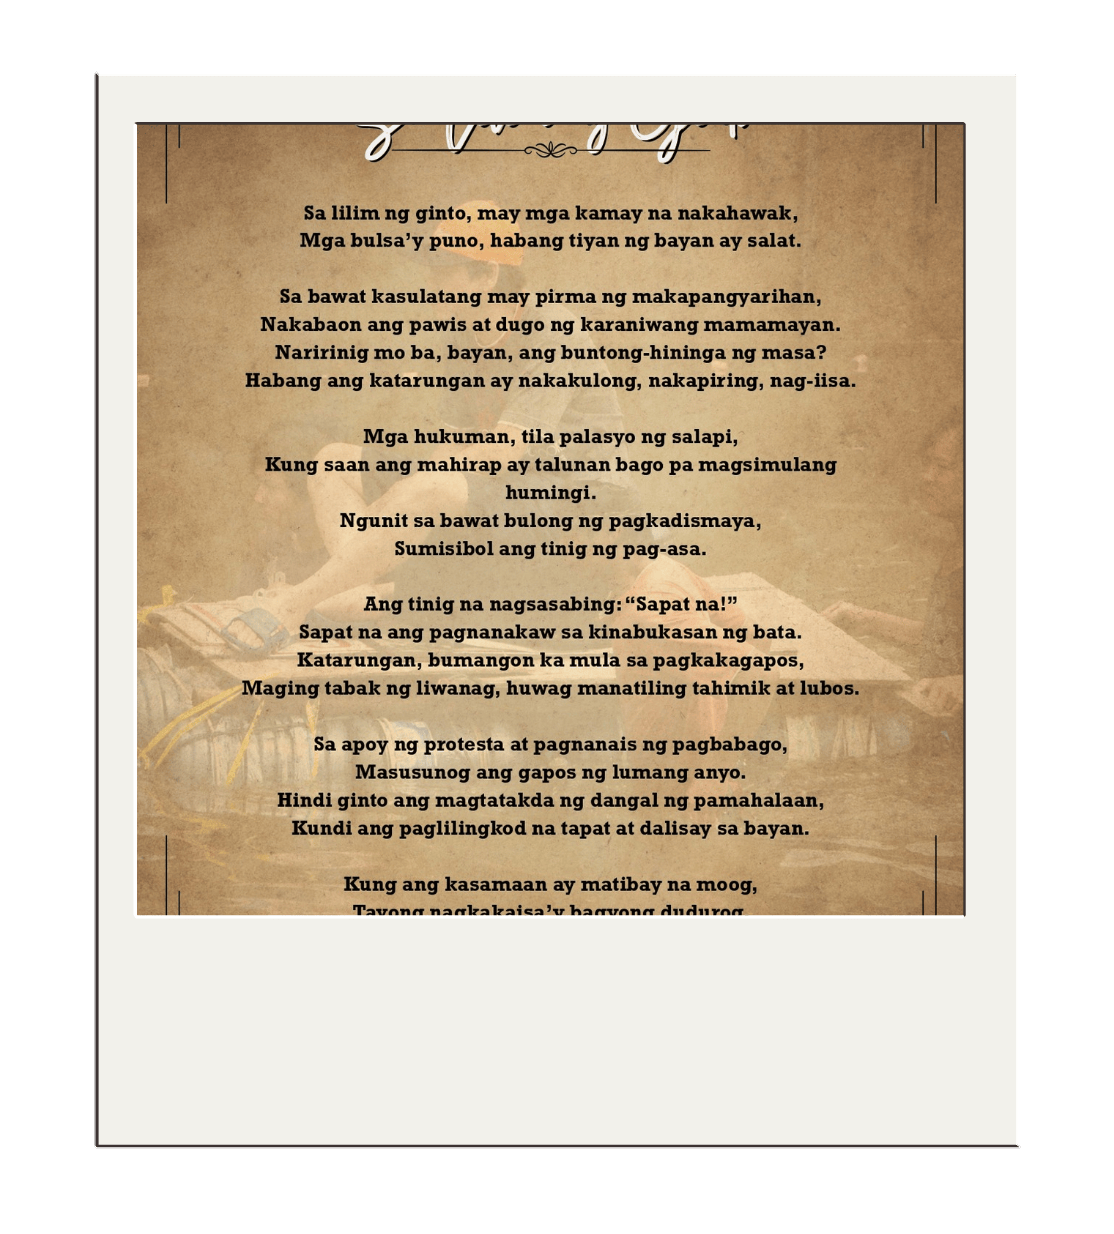 Sa lilim ng ginto, may mga kamay na nakahawak,
Mga bulsa’y puno, habang tiyan ng bayan ay salat.
Sa bawat kasulatang may pirma ng makapangyarihan,
Nakabaon ang pawis at dugo ng karaniwang mamamayan.
Naririnig mo ba, bayan, ang buntong-hininga ng masa?
Habang ang katarungan ay nakakulong, nakapiring, nag-iisa.
Mga hukuman, tila palasyo ng salapi,
Kung saan ang mahirap ay talunan bago pa magsimulang
humingi.
Ngunit sa bawat bulong ng pagkadismaya,
Sumisibol ang tinig ng pag-asa.
Ang tinig na nagsasabing: “Sapat na!”
Sapat na ang pagnanakaw sa kinabukasan ng bata.
Katarungan, bumangon ka mula sa pagkakagapos,
Maging tabak ng liwanag, huwag manatiling tahimik at lubos.
Sa apoy ng protesta at pagnanais ng pagbabago,
Masusunog ang gapos ng lumang anyo.
Hindi ginto ang magtatakda ng dangal ng pamahalaan,
Kundi ang paglilingkod na tapat at dalisay sa bayan.
Kung ang kasamaan ay matibay na moog,
Tayong nagkakaisa’y bagyong dudurog